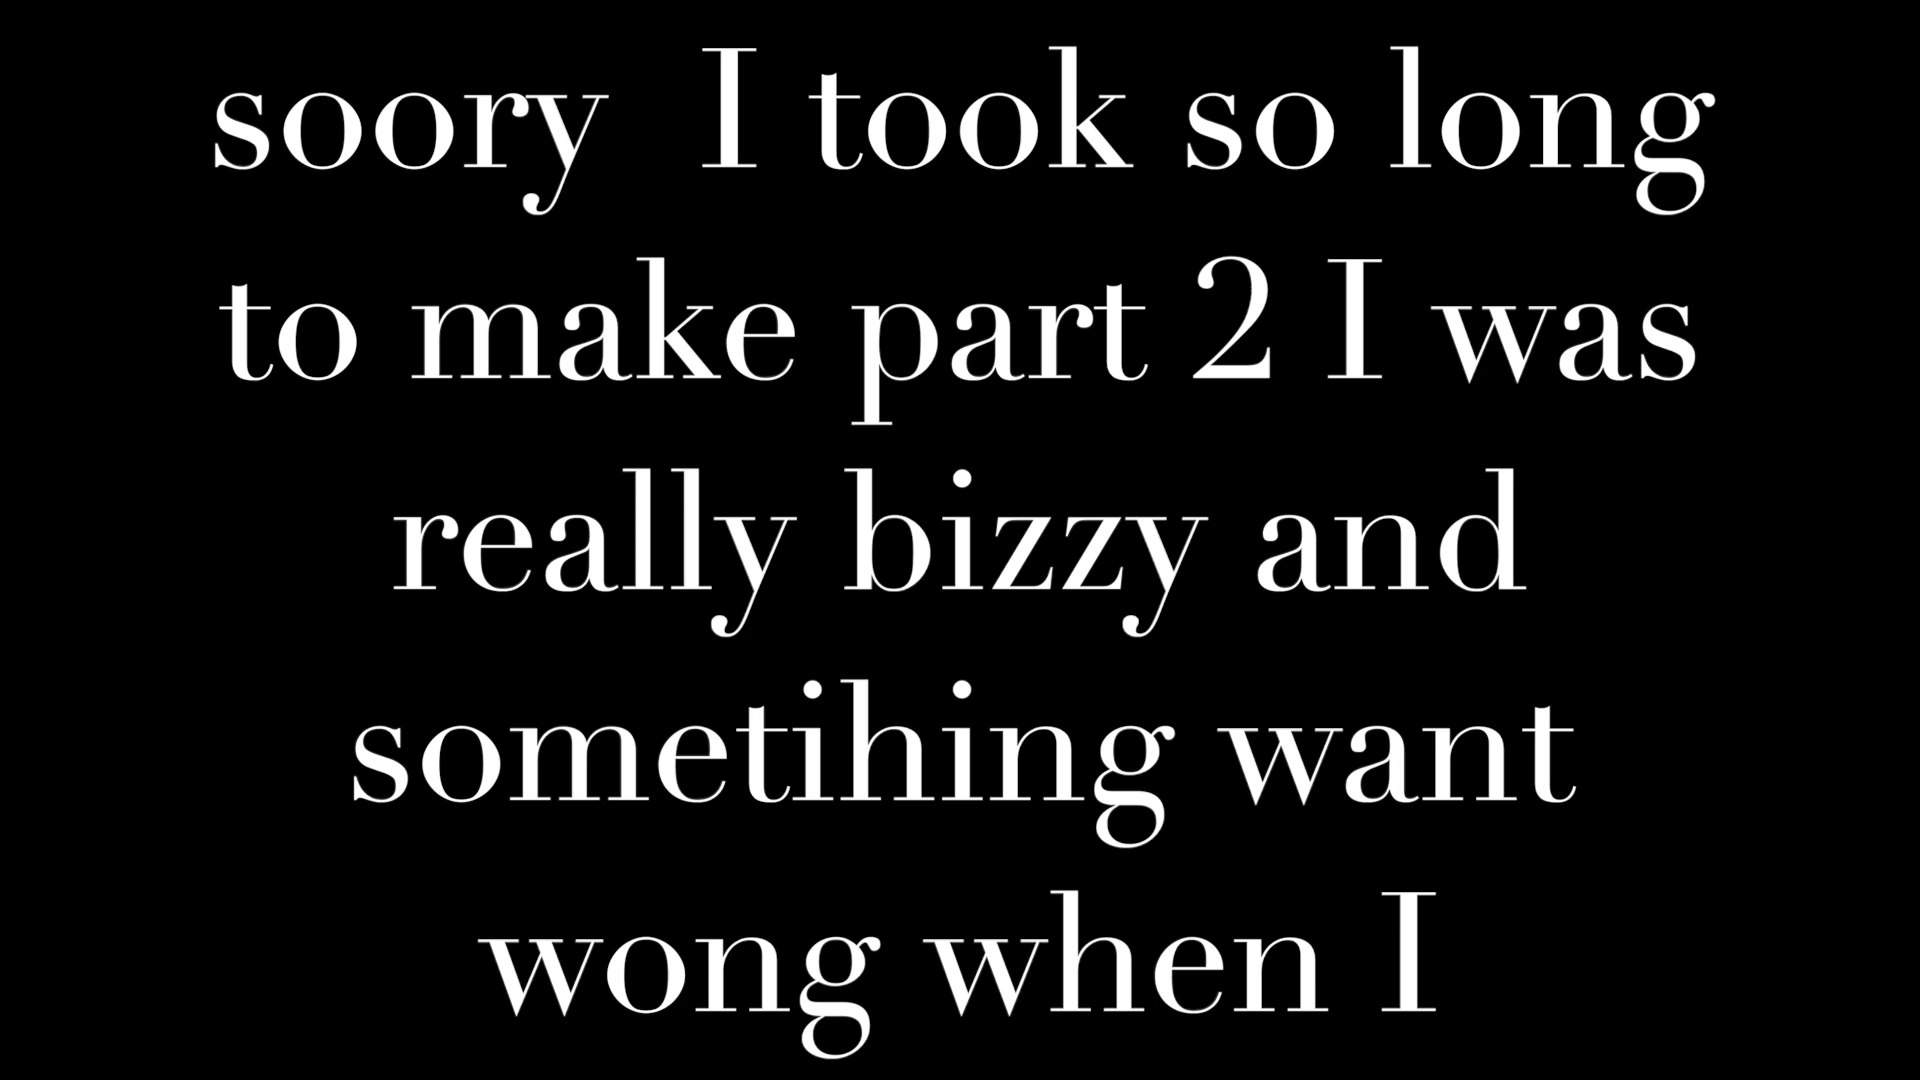 soory  I took so long
to make part 2 I was
really bizzy and
sometihing want
wong when I